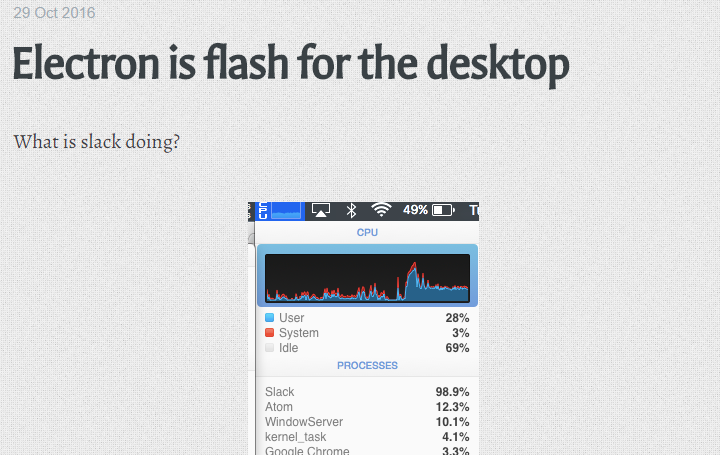 29 Oct 2016
Electron is flash for the desktop
What is slack doing?
CPU 49%
CPU
User 28%
System 3%
Idle 69%
PROCESSES
Slack 98.9%
Atom 12.3%
WindowServer 10.1%
kernel_task 4.1%
Google Chrome 3.3%